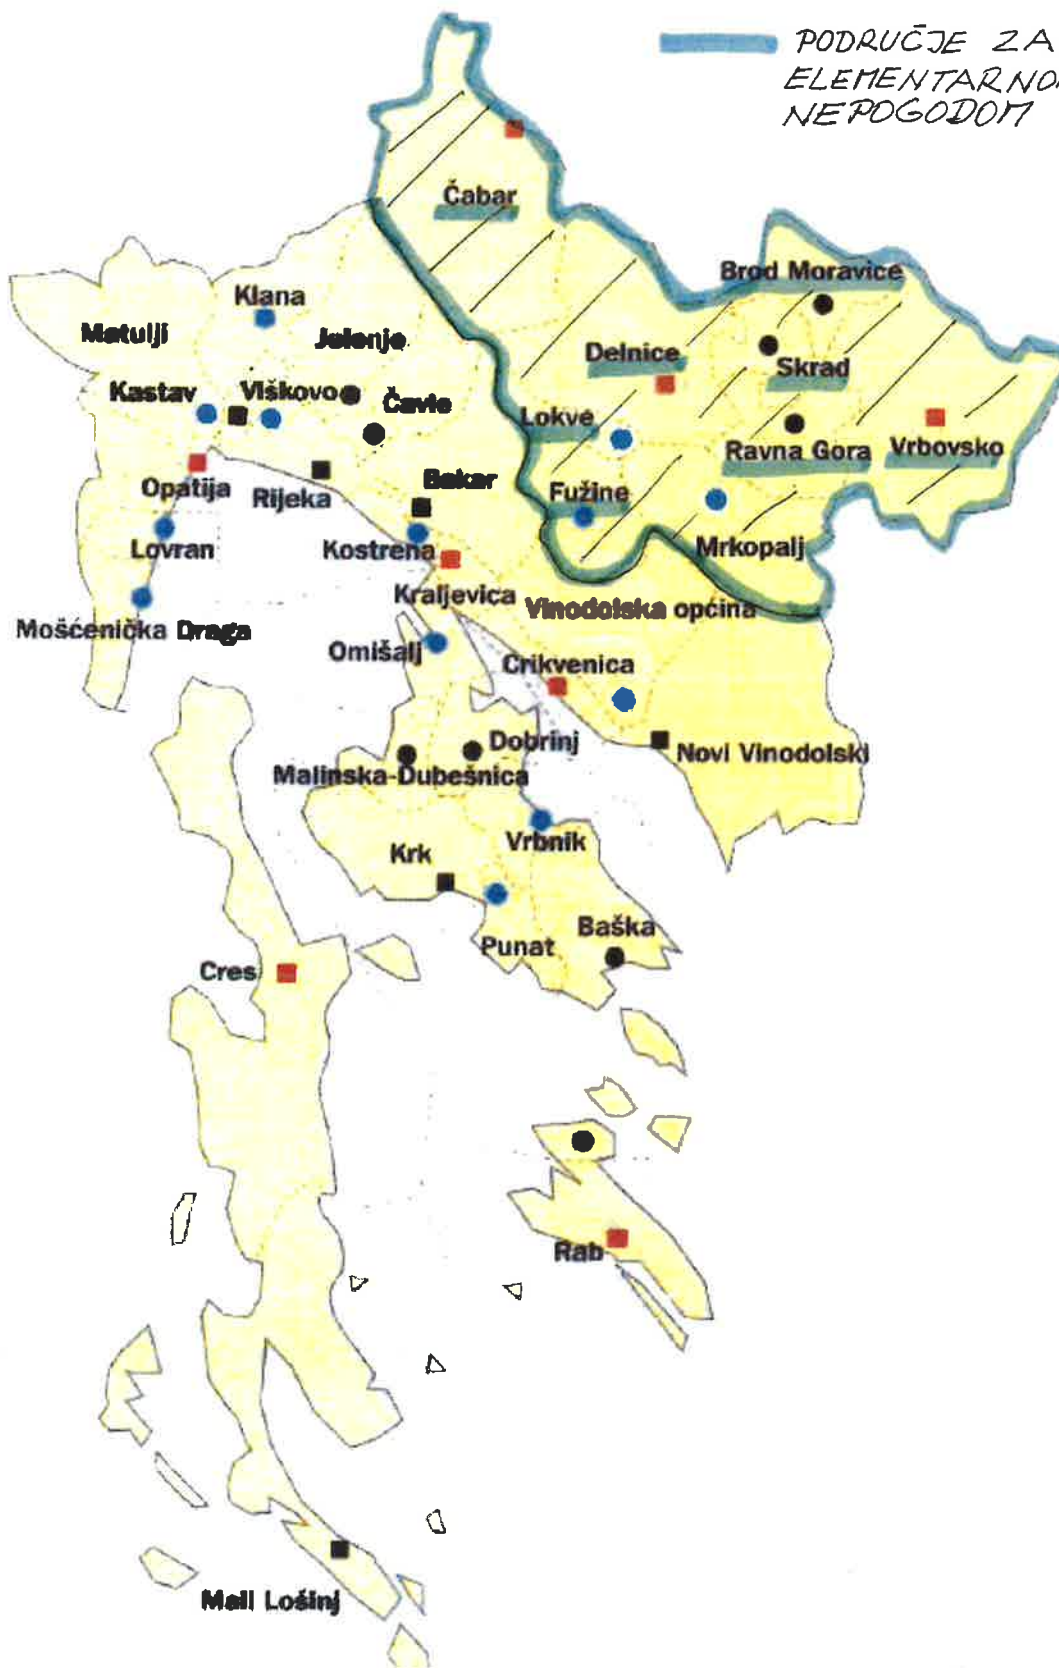 PODRUČJE ZA
ELEMENTARNOM
NEPOGODOM
Čabar
Brod Moravice
Klana
Matulji
Jelenje
Delnice
Skrad
Kastav
Viškovo
Čavle
Lokve
Ravna Gora
Vrbovsko
Opatija
Rijeka
Bakar
Fužine
Lovran
Kostrena
Mrkopalj
Kraljevica
Vinodolska općina
Mošćenička Draga
Omišalj
Crikvenica
Dobrinj
Novi Vinodolski
Malinska-Dubešnica
Vrbnik
Krk
Punat
Baška
Cres
Rab
Mali Lošinj